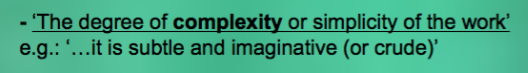 - ‘The degree of complexity or simplicity of the work’
e.g.: ‘…it is subtle and imaginative (or crude)’